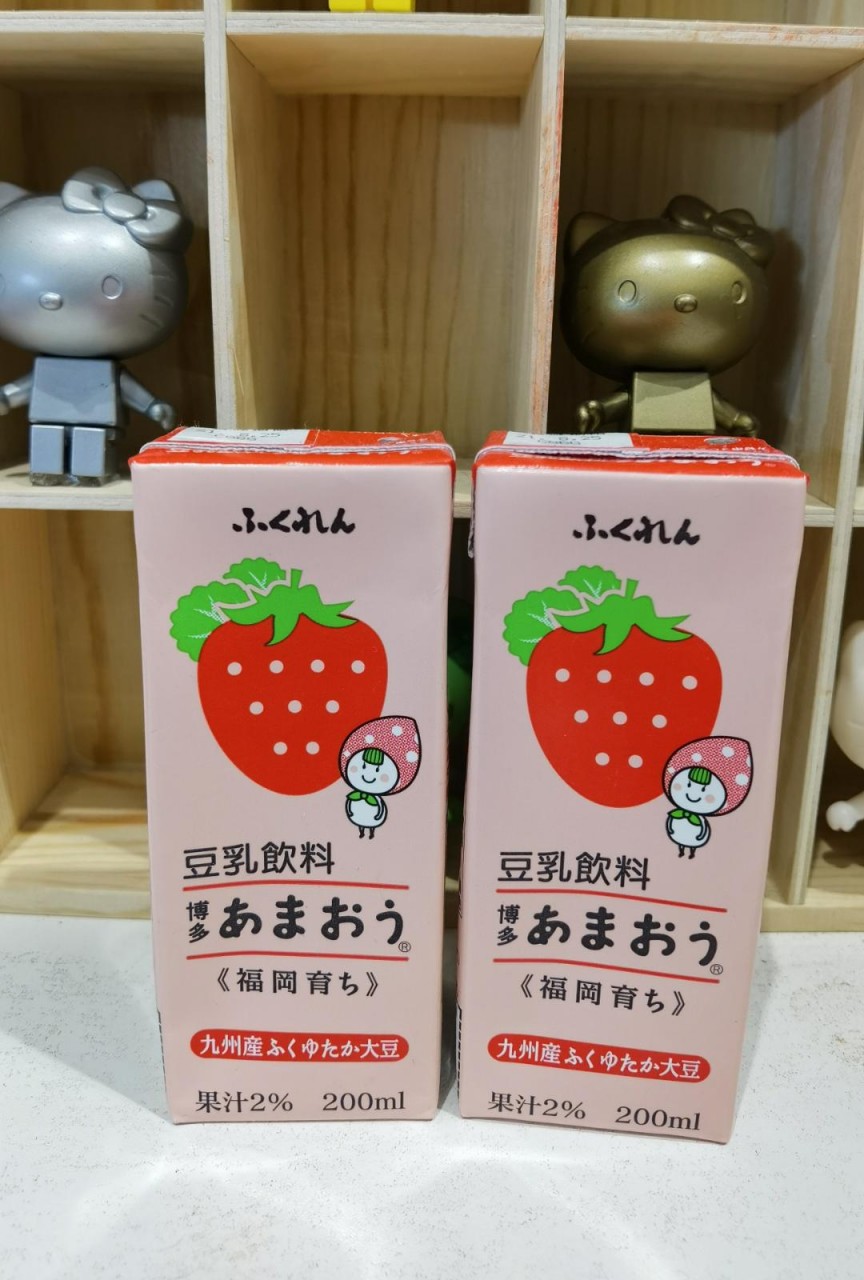 ふくれん
豆乳飲料
博多 あまおう®
《福岡育ち》
九州産ふくゆたか大豆
果汁2% 200ml
ふくれん
豆乳飲料
博多 あまおう®
《福岡育ち》
九州産ふくゆたか大豆
果汁2% 200ml